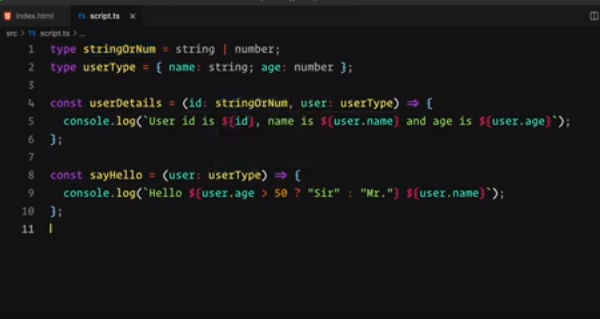 index.html TS script.ts ×
src > TS script.ts > ...
1 type stringOrNum = string | number;
2 type userType = { name: string; age: number };
3
4 const userDetails = (id: stringOrNum, user: userType) ⇒ {
5 console.log(`User id is ${id}, name is ${user.name} and age is ${user.age}`);
6 };
7
8 const sayHello = (user: userType) ⇒ {
9 console.log(`Hello ${user.age > 50 ? "Sir" : "Mr."} ${user.name}`);
10 };
11